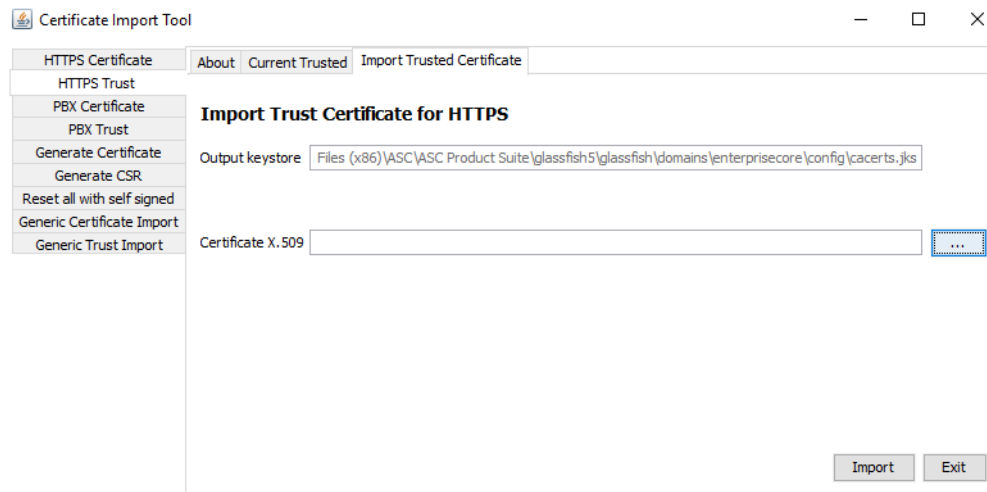 Certificate Import Tool
HTTPS Certificate
HTTPS Trust
PBX Certificate
PBX Trust
Generate Certificate
Generate CSR
Reset all with self signed
Generic Certificate Import
Generic Trust Import
About Current Trusted Import Trusted Certificate
Import Trust Certificate for HTTPS
Output keystore Files (x86)\ASC\ASC Product Suite\glassfish5\glassfish\domains\enterprisecore\config\cacerts.jks
Certificate X.509 ...
Import Exit